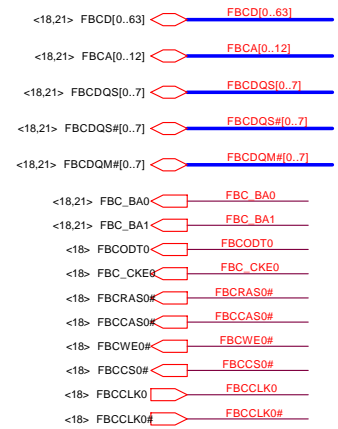 <18,21> FBCD[0..63] FBCD[0..63]
<18,21> FBCA[0..12] FBCA[0..12]
<18,21> FBCDQS[0..7] FBCDQS[0..7]
<18,21> FBCDQS#[0..7] FBCDQS#[0..7]
<18,21> FBCDQM#[0..7] FBCDQM#[0..7]
<18,21> FBC_BA0 FBC_BA0
<18,21> FBC_BA1 FBC_BA1
<18> FBCODT0 FBCODT0
<18> FBC_CKE0 FBC_CKE0
<18> FBCRAS0# FBCRAS0#
<18> FBCCAS0# FBCCAS0#
<18> FBCWE0# FBCWE0#
<18> FBCCS0# FBCCS0#
<18> FBCCLK0 FBCCLK0
<18> FBCCLK0# FBCCLK0#